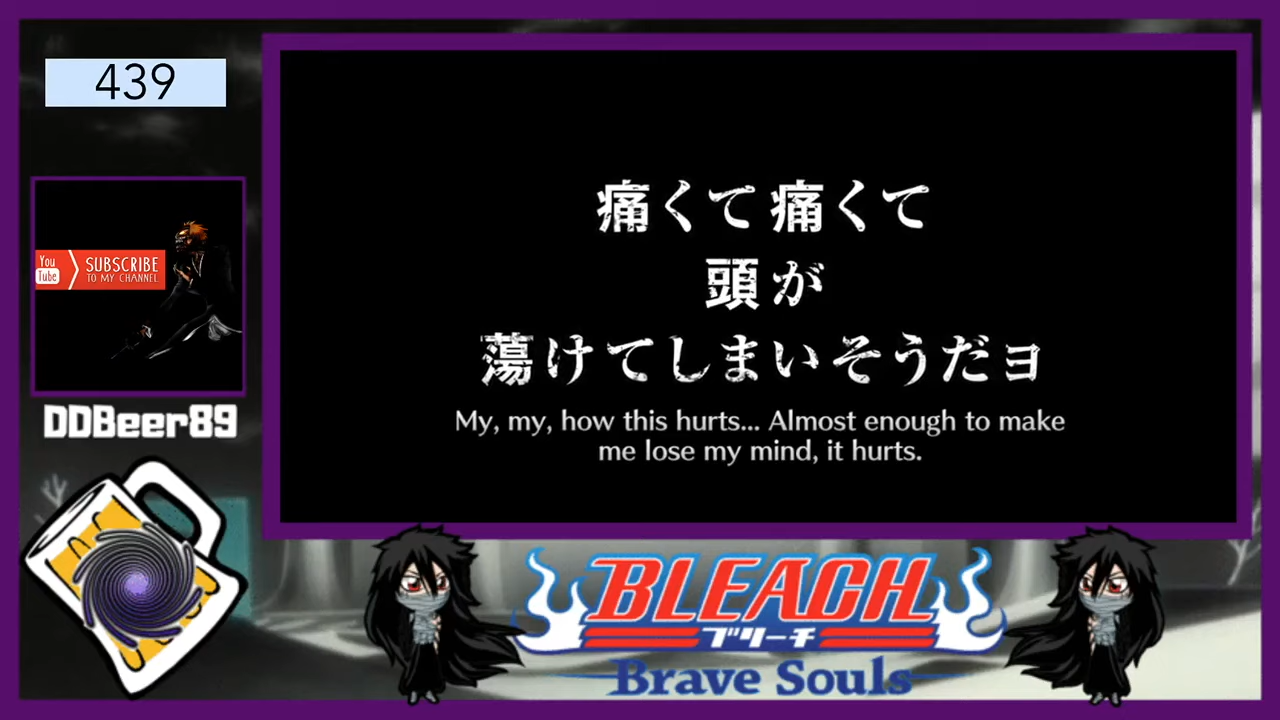 439
痛くて痛くて
頭が
蕩けてしまいそうだヨ
My, my, how this hurts... Almost enough to make
me lose my mind, it hurts.
You
Tube
SUBSCRIBE
TO MY CHANNEL
DDBeer89
BLEACH
ブリーチ
Brave Souls